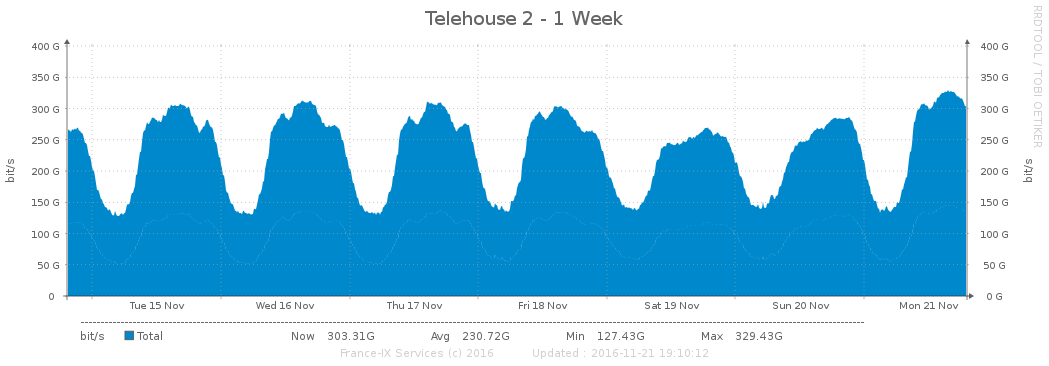 Telehouse 2 - 1 Week
RRDTOOL / TOBI OETIKER
400 G 400 G
350 G 350 G
300 G 300 G
250 G 250 G
200 G 200 G
150 G 150 G
100 G 100 G
50 G 50 G
0 0 G
bit/s bit/s
Tue 15 Nov Wed 16 Nov Thu 17 Nov Fri 18 Nov Sat 19 Nov Sun 20 Nov Mon 21 Nov
bit/s Total Now 303.31G Avg 230.72G Min 127.43G Max 329.43G
France-IX Services (c) 2016 Updated : 2016-11-21 19:10:12